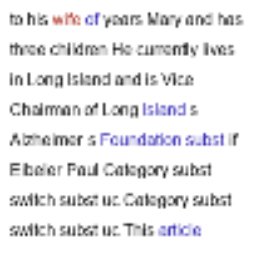 to his wife of years Mary and has
three children He currently lives
in Long Island and is Vice
Chairman of Long Island s
Alzheimer s Foundation subst if
Elbeler Paul Category subst
switch subst uc Category subst
switch subst uc This article